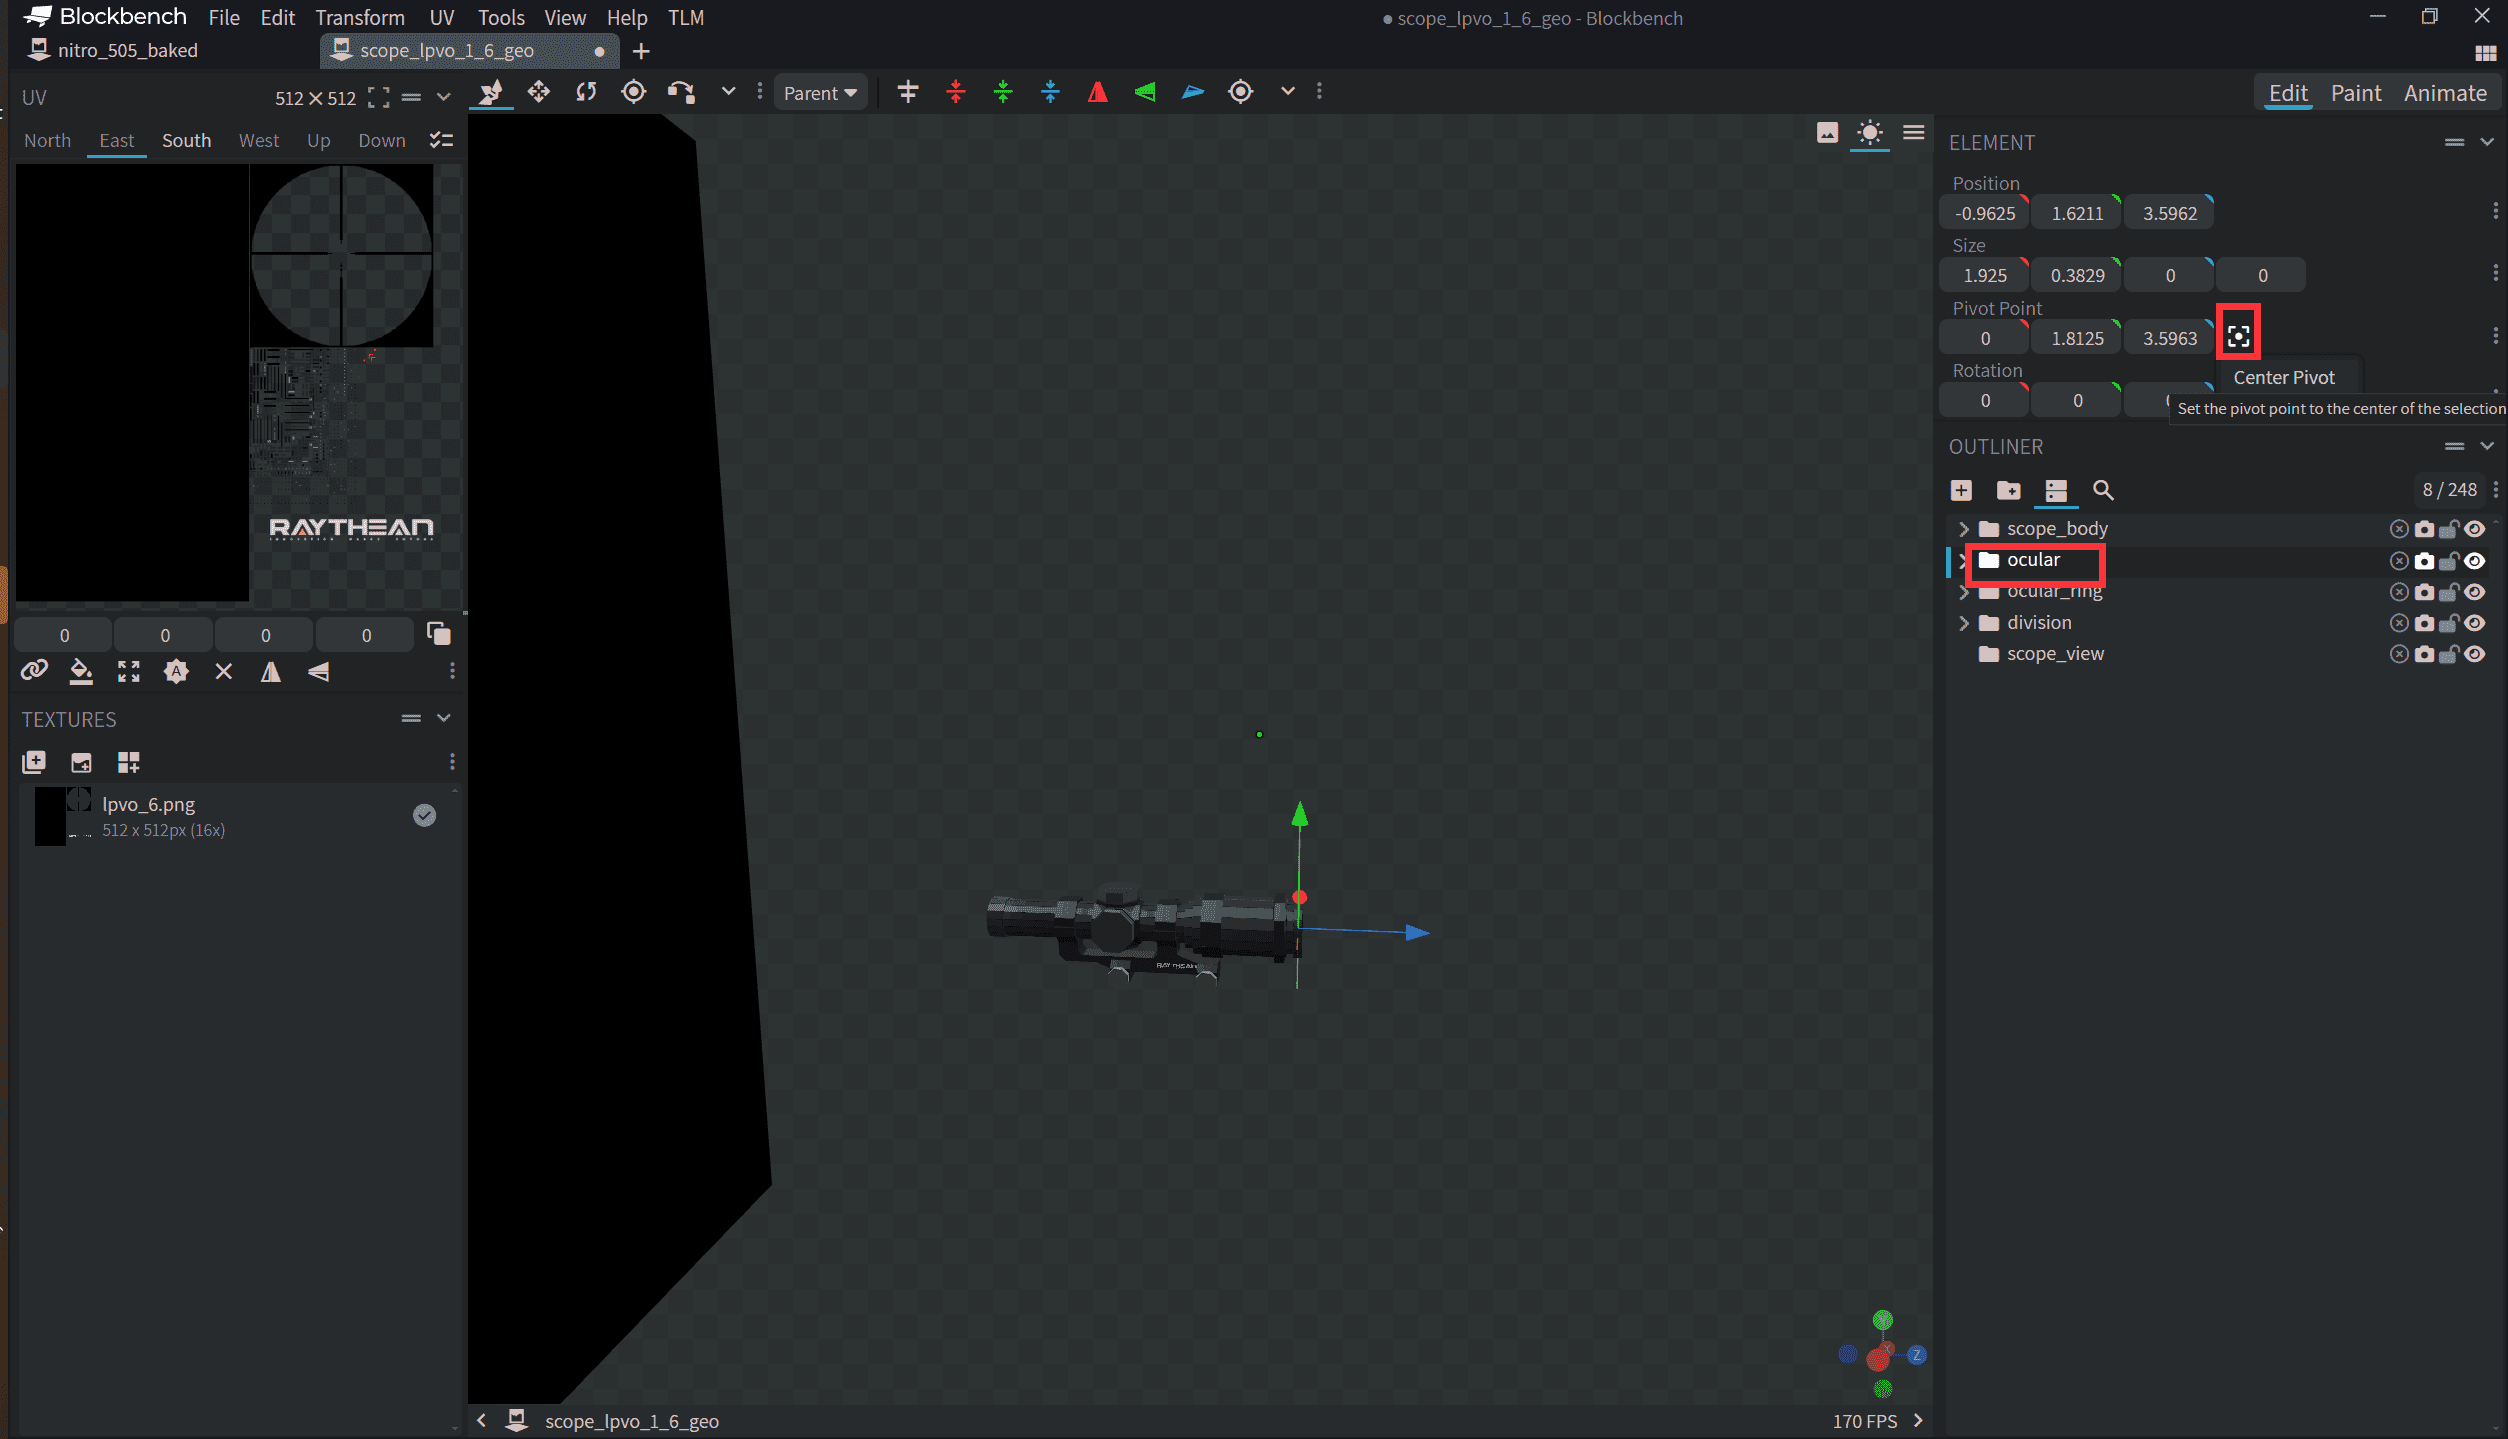 Blockbench File Edit Transform UV Tools View Help TLM
scope_lpvo_1_6_geo - Blockbench
nitro_505_baked
scope_lpvo_1_6_geo
UV
512×512
Parent
Edit Paint Animate
North East South West Up Down
ELEMENT
Position
-0.9625 1.6211 3.5962
Size
1.925 0.3829 0 0
Pivot Point
0 1.8125 3.5963
Rotation
0 0
Center Pivot
Set the pivot point to the center of the selection
OUTLINER
8 / 248
scope_body
ocular
ocular_ring
division
scope_view
RAYTHEAN
0 0 0 0
TEXTURES
lpvo_6.png
512 x 512px (16x)
RAYTHEAN
Z
scope_lpvo_1_6_geo
170 FPS